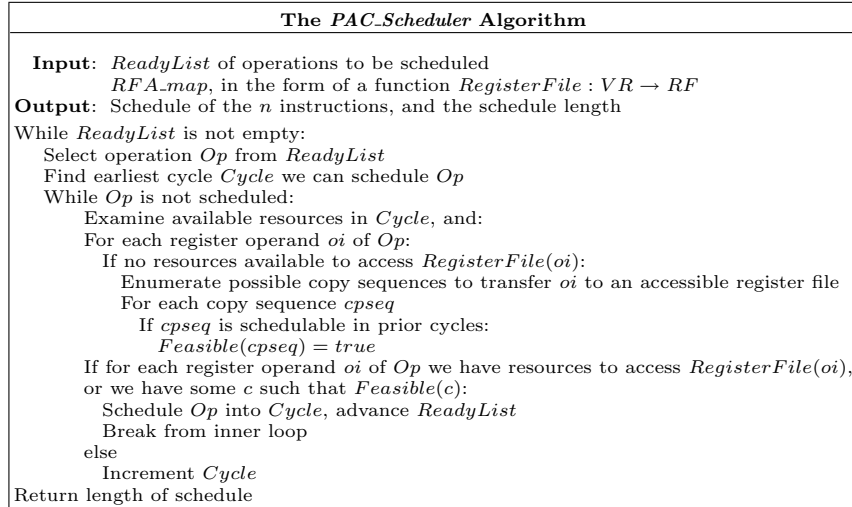 The PAC_Scheduler Algorithm
Input: ReadyList of operations to be scheduled
RFA_map, in the form of a function RegisterFile : VR → RF
Output: Schedule of the n instructions, and the schedule length
While ReadyList is not empty:
Select operation Op from ReadyList
Find earliest cycle Cycle we can schedule Op
While Op is not scheduled:
Examine available resources in Cycle, and:
For each register operand oi of Op:
If no resources available to access RegisterFile(oi):
Enumerate possible copy sequences to transfer oi to an accessible register file
For each copy sequence cpseq
If cpseq is schedulable in prior cycles:
Feasible(cpseq) = true
If for each register operand oi of Op we have resources to access RegisterFile(oi),
or we have some c such that Feasible(c):
Schedule Op into Cycle, advance ReadyList
Break from inner loop
else
Increment Cycle
Return length of schedule